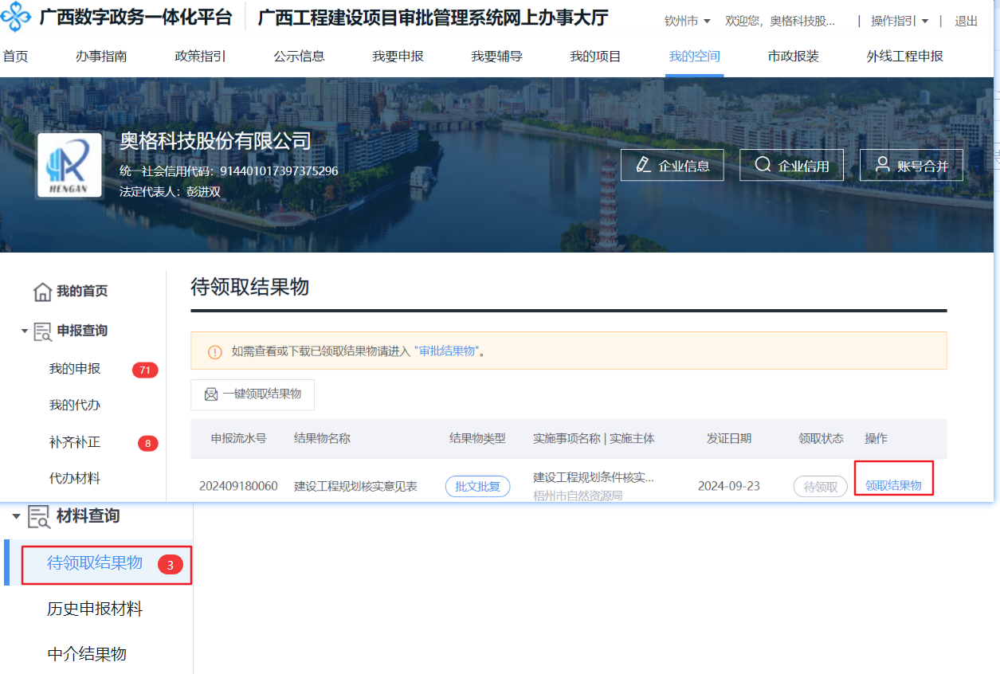 广西数字政务一体化平台 广西工程建设项目审批管理系统网上办事大厅 钦州市 欢迎您，奥格科技股... | 操作指引 | 退出
首页 办事指南 政策指引 公示信息 我要申报 我要辅导 我的项目 我的空间 市政报装 外线工程申报
奥格科技股份有限公司
统一社会信用代码：914401017397375296
法定代表人：彭进双
HENGAN
企业信息 企业信用 账号合并
我的首页
申报查询
我的申报 71
我的代办
补齐补正 8
代办材料
待领取结果物
如需查看或下载已领取结果物请进入 "审批结果物"。
一键领取结果物
申报流水号 结果物名称 结果物类型 实施事项名称 | 实施主体 发证日期 领取状态 操作
202409180060 建设工程规划核实意见表 批文批复 建设工程规划条件核实... 2024-09-23 待领取 领取结果物
梧州市自然资源局
材料查询
待领取结果物 3
历史申报材料
中介结果物